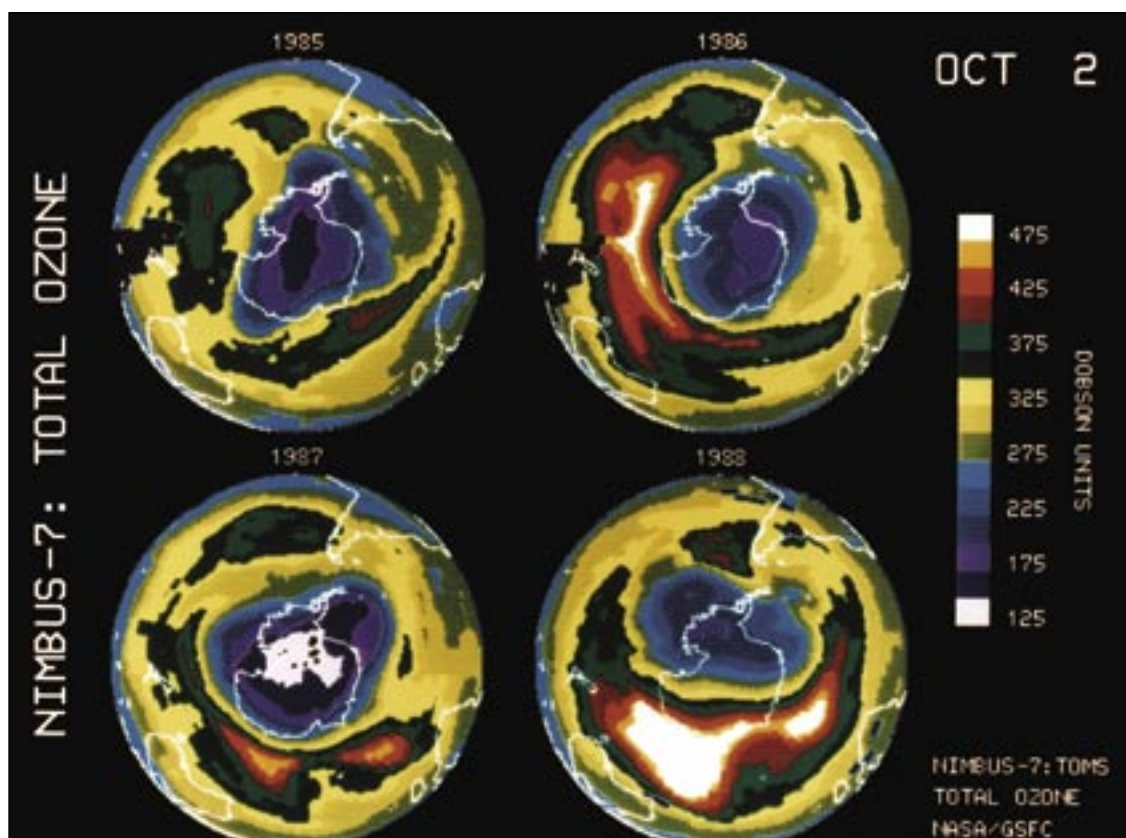 NIMBUS-7: TOTAL OZONE
1985
1986
OCT 2
475
425
375
325
275
225
175
125
DOBSON UNITS
1987
1988
NIMBUS-7:TOMS
TOTAL OZONE
NASA/GSFC